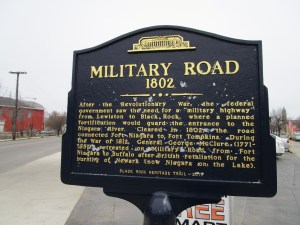 MILITARY ROAD
1802
After the Revolutionary War, the federal
government saw the need for a "military highway"
from Lewiston to Black Rock, where a planned
fortification would guard the entrance to the
Niagara River. Cleared in 1802, the road
connected Fort Niagara to Fort Tompkins. During
the War of 1812, General George McClure (1771-
1851) retreated on Military Road from Fort
Niagara to Buffalo after British retaliation for the
burning of Newark (now Niagara on the Lake).
BLACK ROCK HERITAGE TRAIL